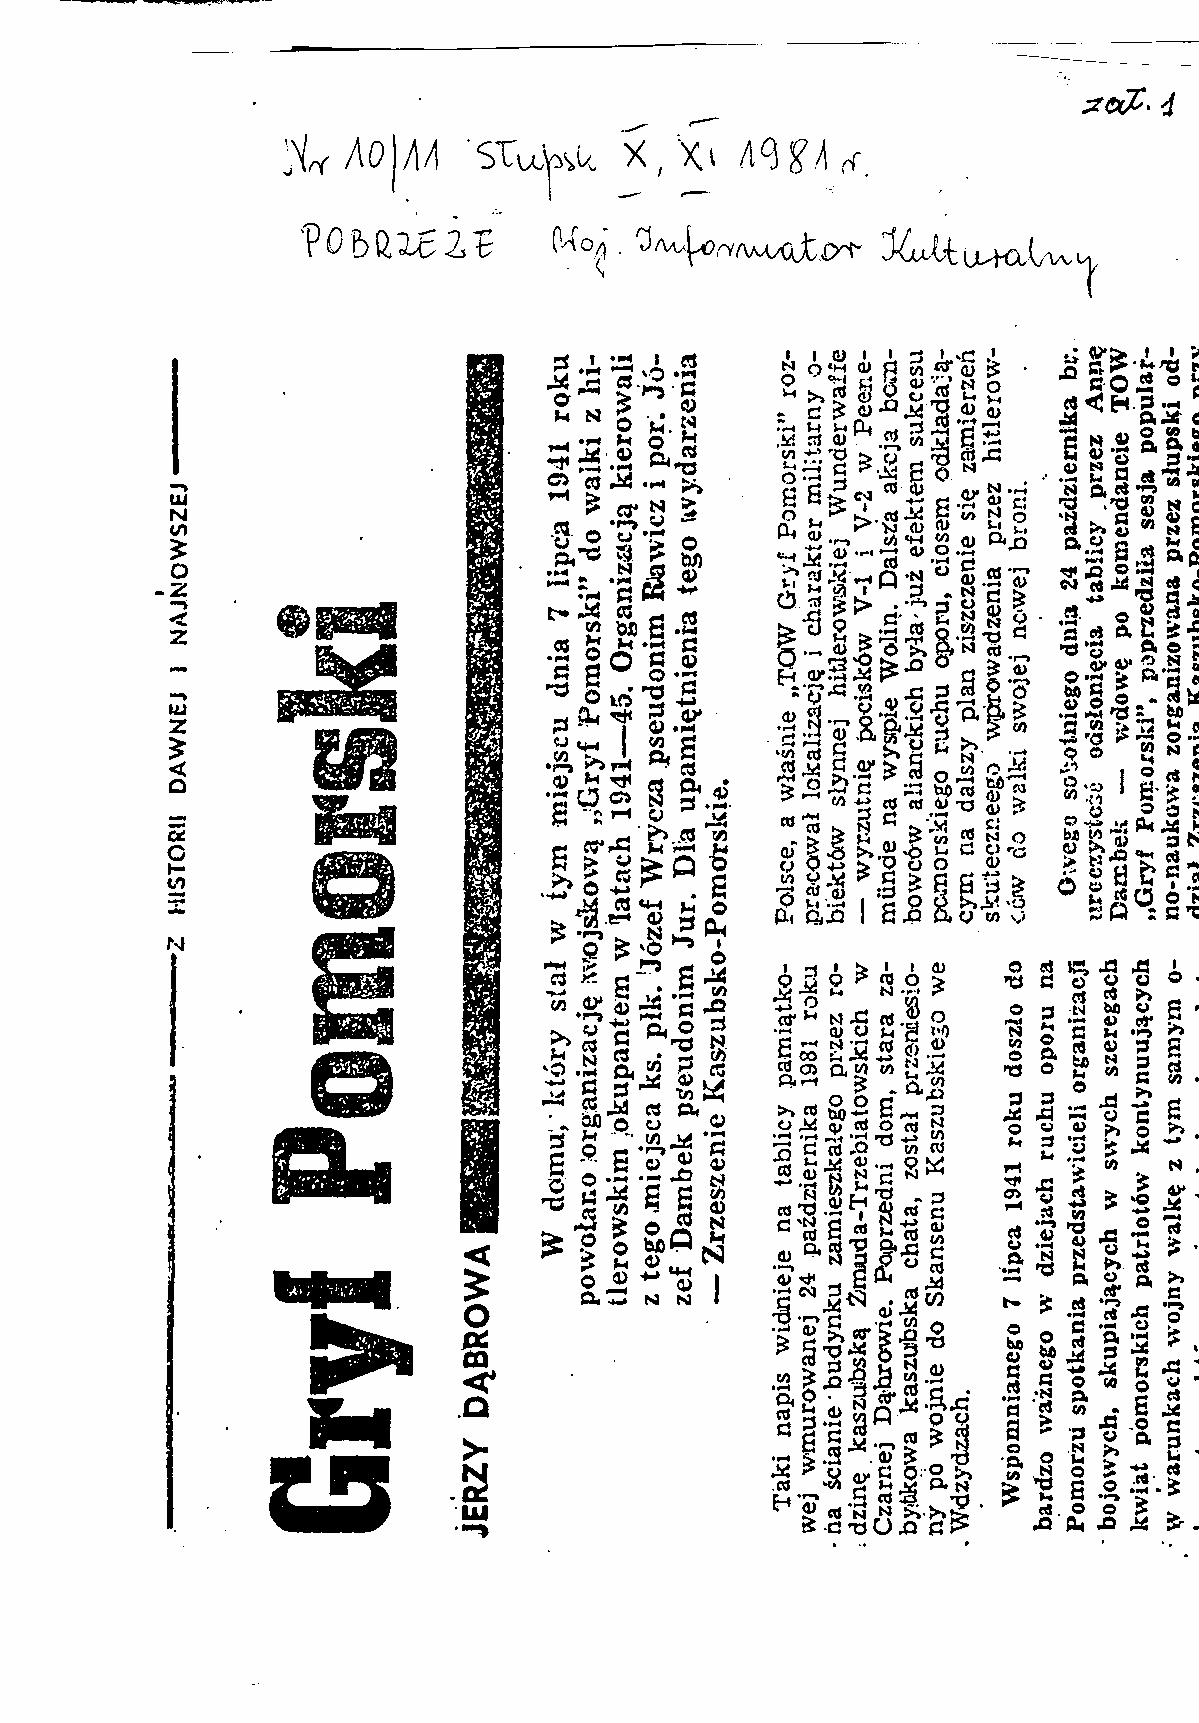 zał. 1
Nr 10/11 Słupsk X, XI 1981 r.
POBRZEŻE Woj. Informator Kulturalny
Z HISTORII DAWNEJ I NAJNOWSZEJ
Gryf Pomorski
JERZY DĄBROWA
W domu, który stał w tym miejscu dnia 7 lipca 1941 roku
powołano organizację wojskową „Gryf Pomorski” do walki z hi-
tlerowskim okupantem w latach 1941—45. Organizacją kierowali
z tego miejsca ks. płk. Józef Wrycza pseudonim Rawicz i por. Jó-
zef Dambek pseudonim Jur. Dla upamiętnienia tego wydarzenia
— Zrzeszenie Kaszubsko-Pomorskie.
Taki napis widnieje na tablicy pamiątko-
wej wmurowanej 24 października 1981 roku
na ścianie budynku zamieszkałego przez ro-
dzinę kaszubską Żmuda-Trzebiatowskich w
Czarnej Dąbrowie. Poprzedni dom, stara za-
bytkowa kaszubska chata, został przeniesio-
ny po wojnie do Skansenu Kaszubskiego we
Wdzydzach.
Wspomnianego 7 lipca 1941 roku doszło do
bardzo ważnego w dziejach ruchu oporu na
Pomorzu spotkania przedstawicieli organizacji
bojowych, skupiających w swych szeregach
kwiat pomorskich patriotów kontynuujących
w warunkach wojny walkę z tym samym o-
Polsce, a właśnie „TOW Gryf Pomorski” roz-
pracował lokalizację i charakter militarny o-
biektów słynnej hitlerowskiej Wunderwaffe
— wyrzutnię pocisków V-1 i V-2 w Peene-
münde na wyspie Wolin. Dalsza akcja bom-
bowców alianckich była już efektem sukcesu
pomorskiego ruchu oporu, ciosem odkładają-
cym na dalszy plan ziszczenie się zamierzeń
skuteczneego wprowadzenia przez hitlerow-
ców do walki swojej nowej broni.
Owego sobotniego dnia 24 października br.
uroczystość odsłonięcia tablicy przez Annę
Dambek — wdowę po komendancie TOW
„Gryf Pomorski”, poprzedziła sesja popular-
no-naukowa zorganizowana przez słupski od-
dział Zrzeszenia Kaszubsko-Pomorskiego przy